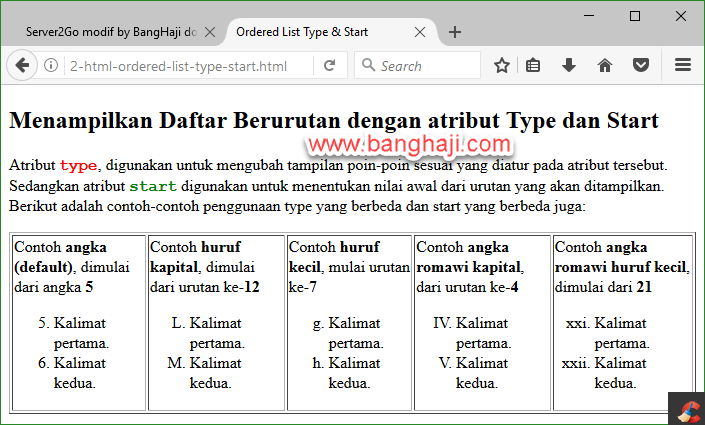 Server2Go modif by BangHaji do
Ordered List Type & Start
2-html-ordered-list-type-start.html
Search
Menampilkan Daftar Berurutan dengan atribut Type dan Start
www.banghaji.com
Atribut type, digunakan untuk mengubah tampilan poin-poin sesuai yang diatur pada atribut tersebut.
Sedangkan atribut start digunakan untuk menentukan nilai awal dari urutan yang akan ditampilkan.
Berikut adalah contoh-contoh penggunaan type yang berbeda dan start yang berbeda juga:
Contoh angka
(default), dimulai
dari angka 5
5. Kalimat
pertama.
6. Kalimat
kedua.
Contoh huruf
kapital, dimulai
dari urutan ke-12
L. Kalimat
pertama.
M. Kalimat
kedua.
Contoh huruf
kecil, mulai urutan
ke-7
g. Kalimat
pertama.
h. Kalimat
kedua.
Contoh angka
romawi kapital,
dari urutan ke-4
IV. Kalimat
pertama.
V. Kalimat
kedua.
Contoh angka
romawi huruf kecil,
dimulai dari 21
xxi. Kalimat
pertama.
xxii. Kalimat
kedua.